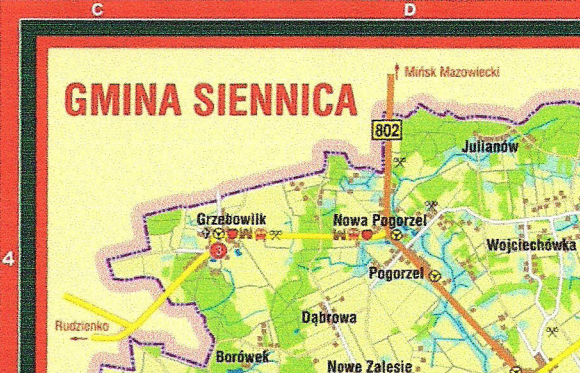 C D
Mińsk Mazowiecki
GMINA SIENNICA
802
Julianów
Grzebowilk
Nowa Pogorzel
Wojciechówka
4
3
Pogorzel
Dąbrowa
Rudzienko
Borówek
Nowe Zalesie